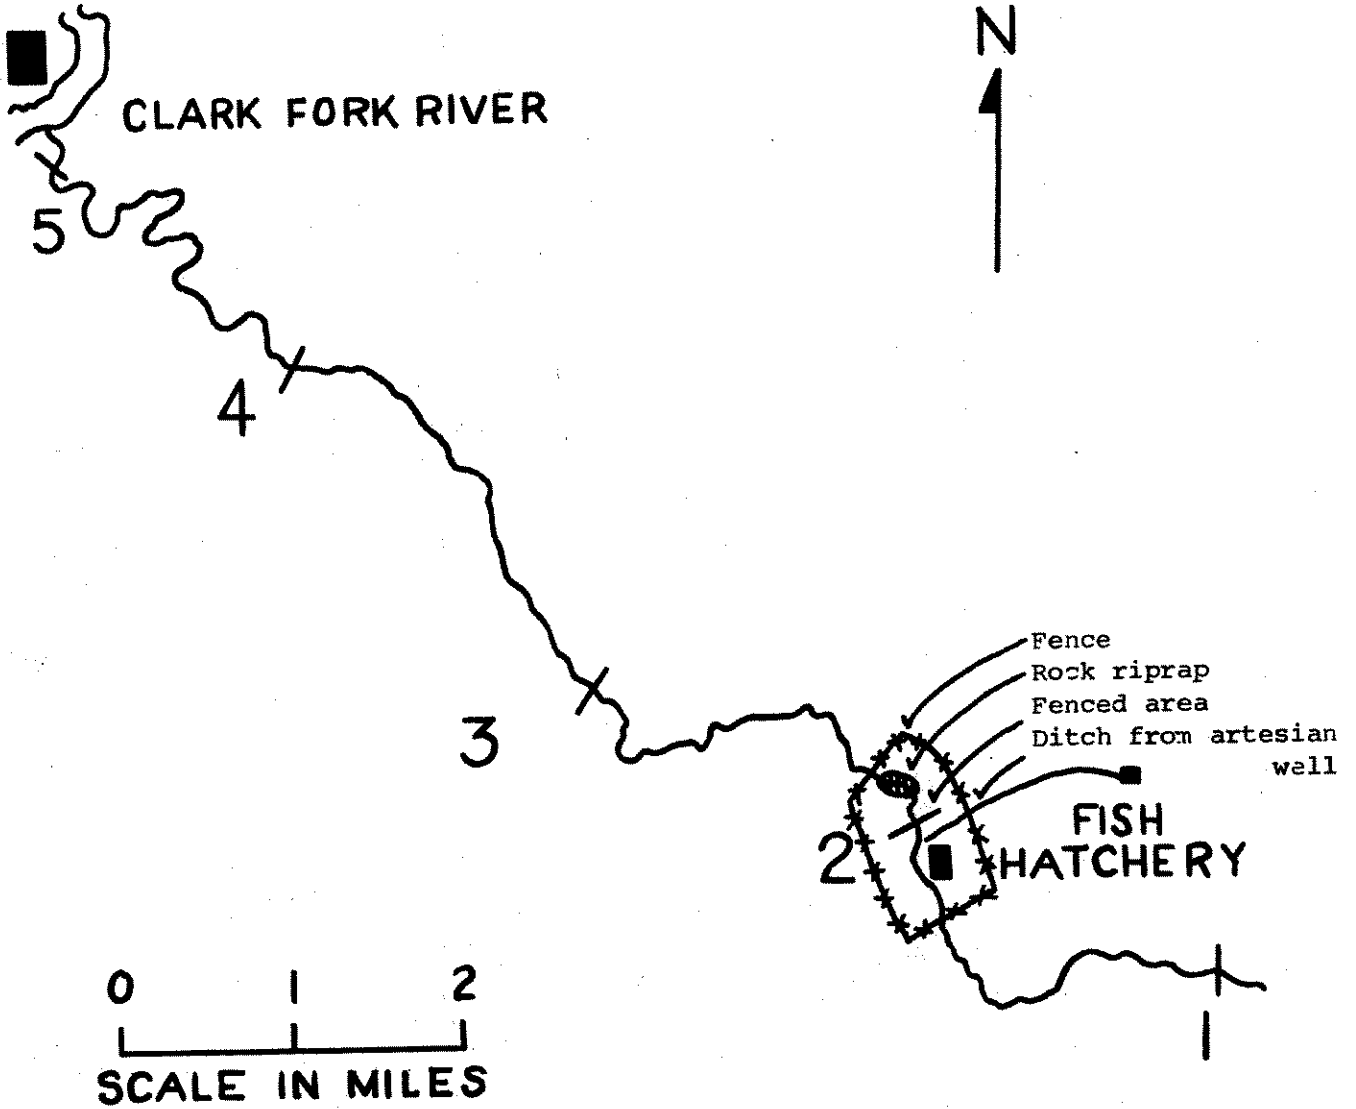 N
CLARK FORK RIVER
5
4
Fence
Rock riprap
Fenced area
Ditch from artesian
well
3
FISH
2
HATCHERY
0 1 2
SCALE IN MILES
1